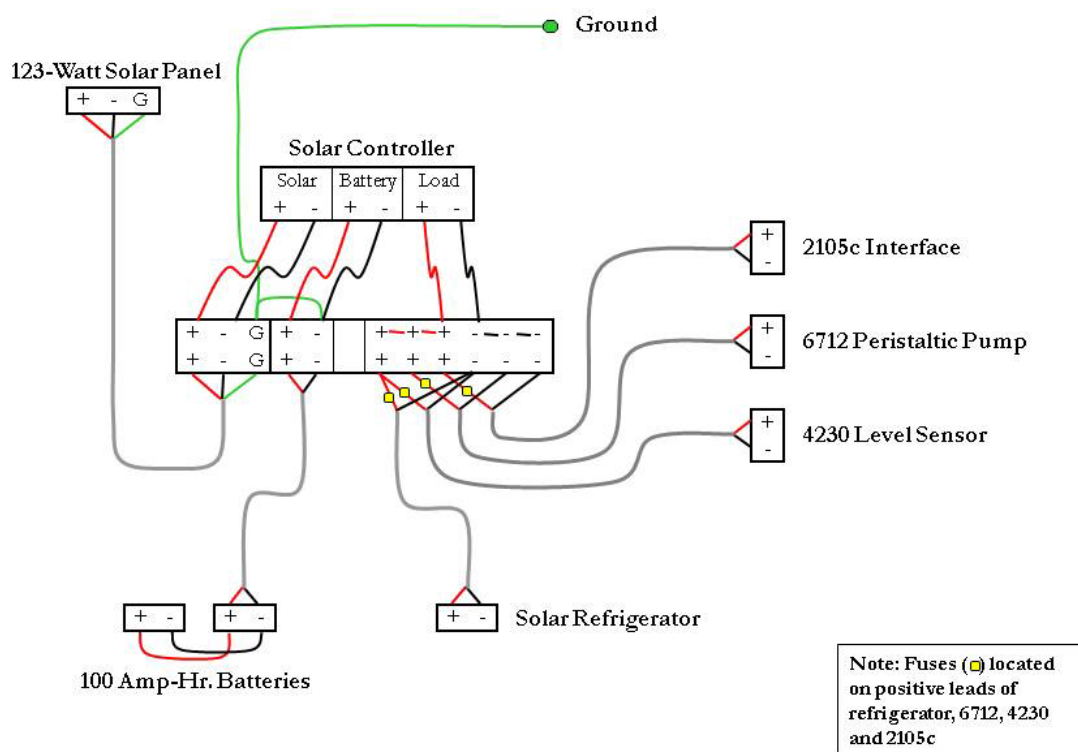 Ground
123-Watt Solar Panel
+ - G
Solar Controller
Solar Battery Load
+ - + - + -
2105c Interface
+
-
6712 Peristaltic Pump
+
-
+ - G + - + + + - - -
+ - G + - + + + - - -
4230 Level Sensor
+
-
+ - + -
100 Amp-Hr. Batteries
+ -
Solar Refrigerator
Note: Fuses () located
on positive leads of
refrigerator, 6712, 4230
and 2105c